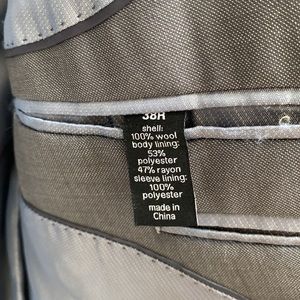 38R
shell:
100% wool
body lining:
53%
polyester
47% rayon
sleeve lining:
100%
polyester
made in
China